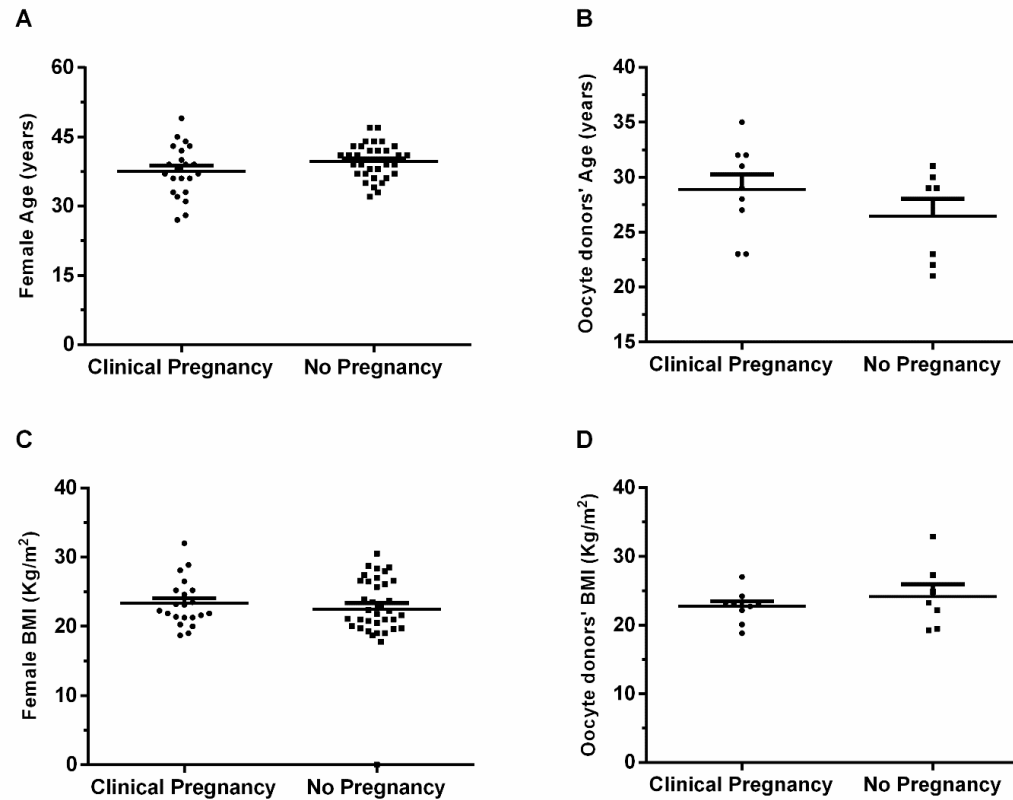 A
Female Age (years)
60
45
30
15
0
Clinical Pregnancy
No Pregnancy
B
Oocyte donors' Age (years)
40
35
30
25
20
15
Clinical Pregnancy
No Pregnancy
C
Female BMI (Kg/m²)
40
30
20
10
0
Clinical Pregnancy
No Pregnancy
D
Oocyte donors' BMI (Kg/m²)
40
30
20
10
0
Clinical Pregnancy
No Pregnancy